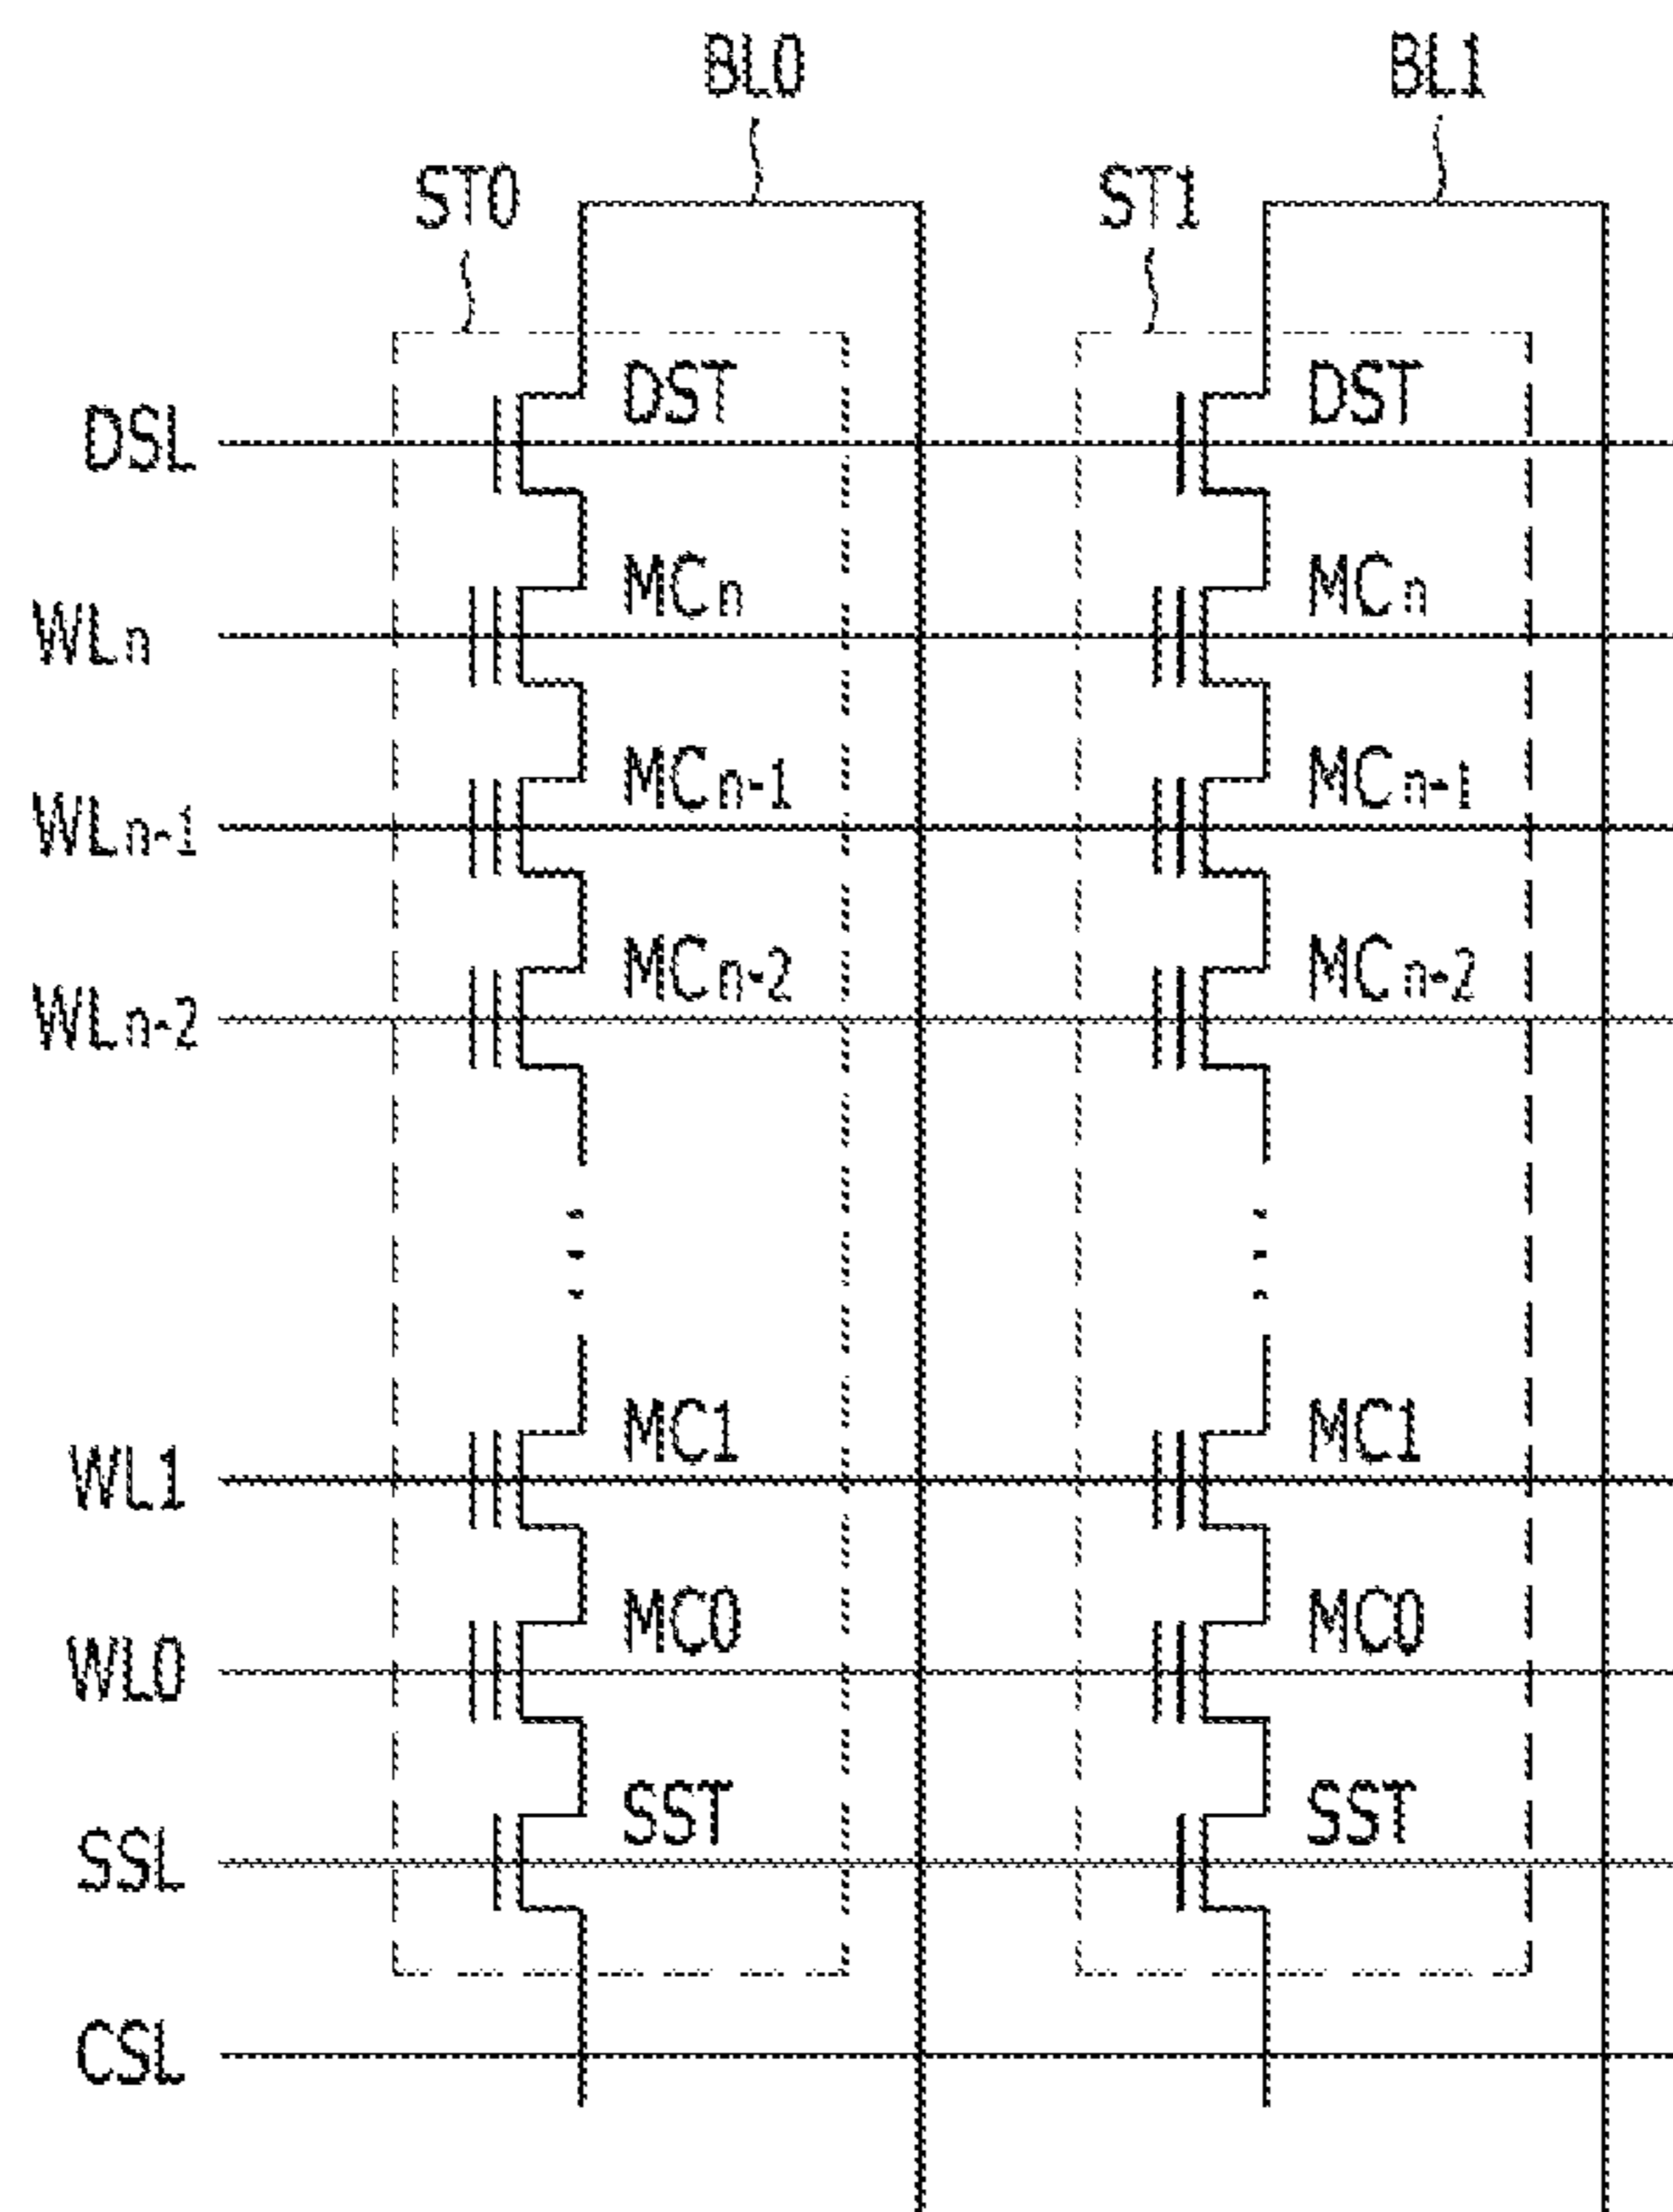 BL0 BL1
ST0 ST1
DSL DST DST
WLn MCn MCn
WLn-1 MCn-1 MCn-1
WLn-2 MCn-2 MCn-2
WL1 MC1 MC1
WL0 MC0 MC0
SSL SST SST
CSL